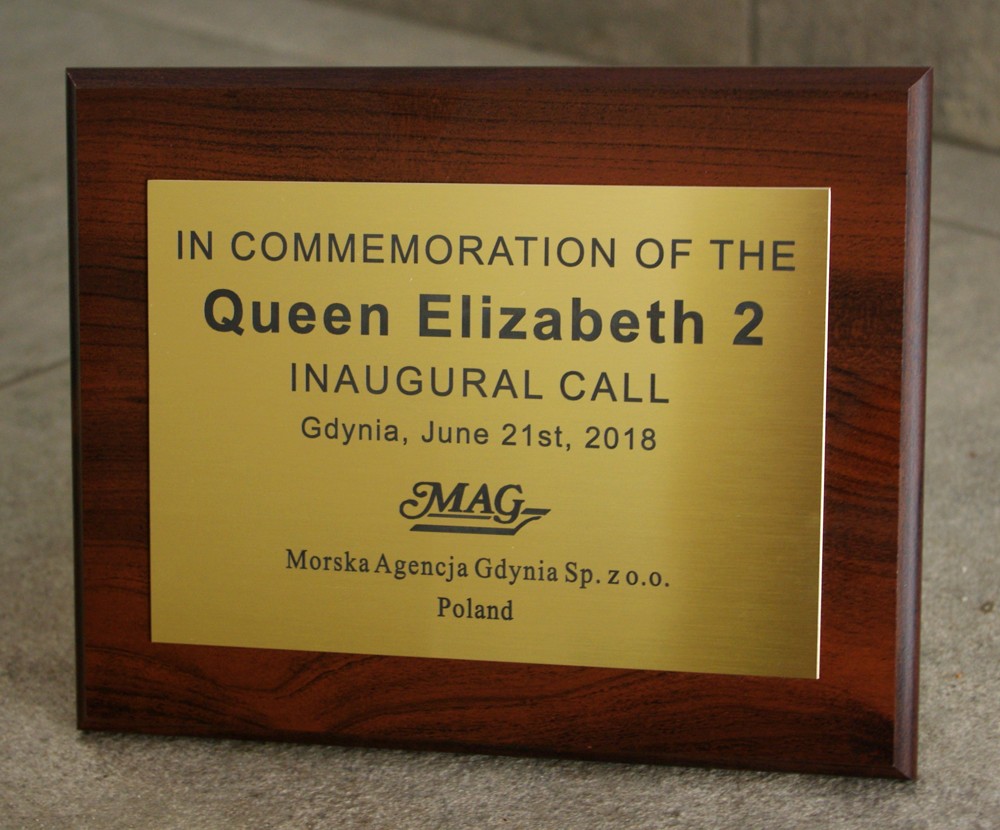 IN COMMEMORATION OF THE
Queen Elizabeth 2
INAUGURAL CALL
Gdynia, June 21st, 2018
MAG
Morska Agencja Gdynia Sp. z o.o.
Poland